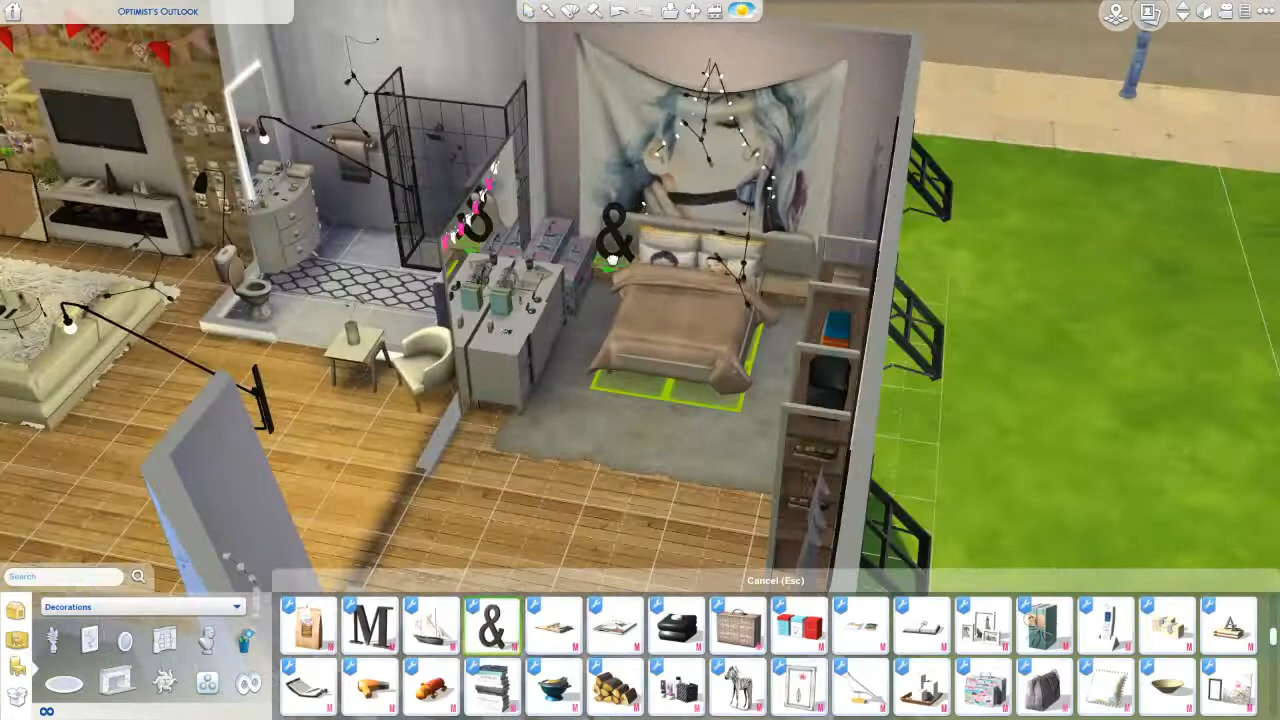 OPTIMIST'S OUTLOOK
&
Cancel (Esc)
Search
Decorations
M
&